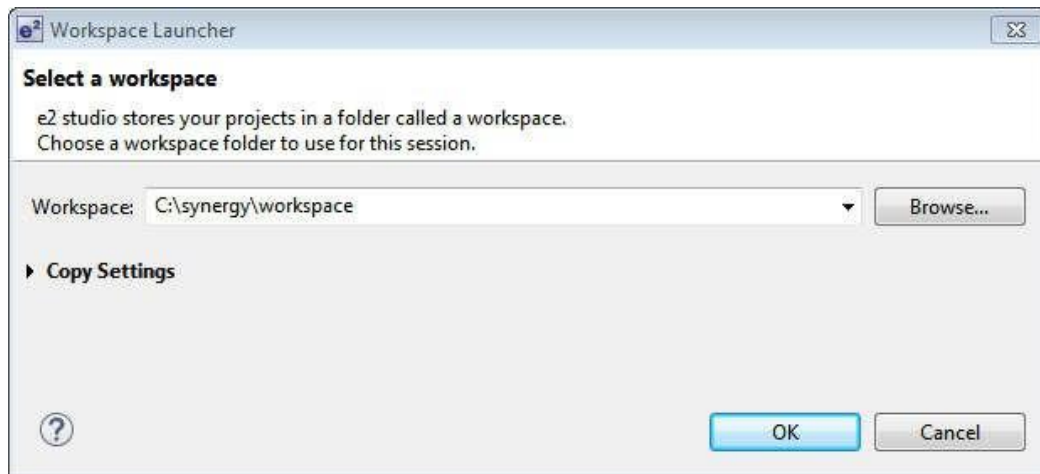 e² Workspace Launcher
Select a workspace
e2 studio stores your projects in a folder called a workspace.
Choose a workspace folder to use for this session.
Workspace: C:\synergy\workspace Browse...
Copy Settings
? OK Cancel